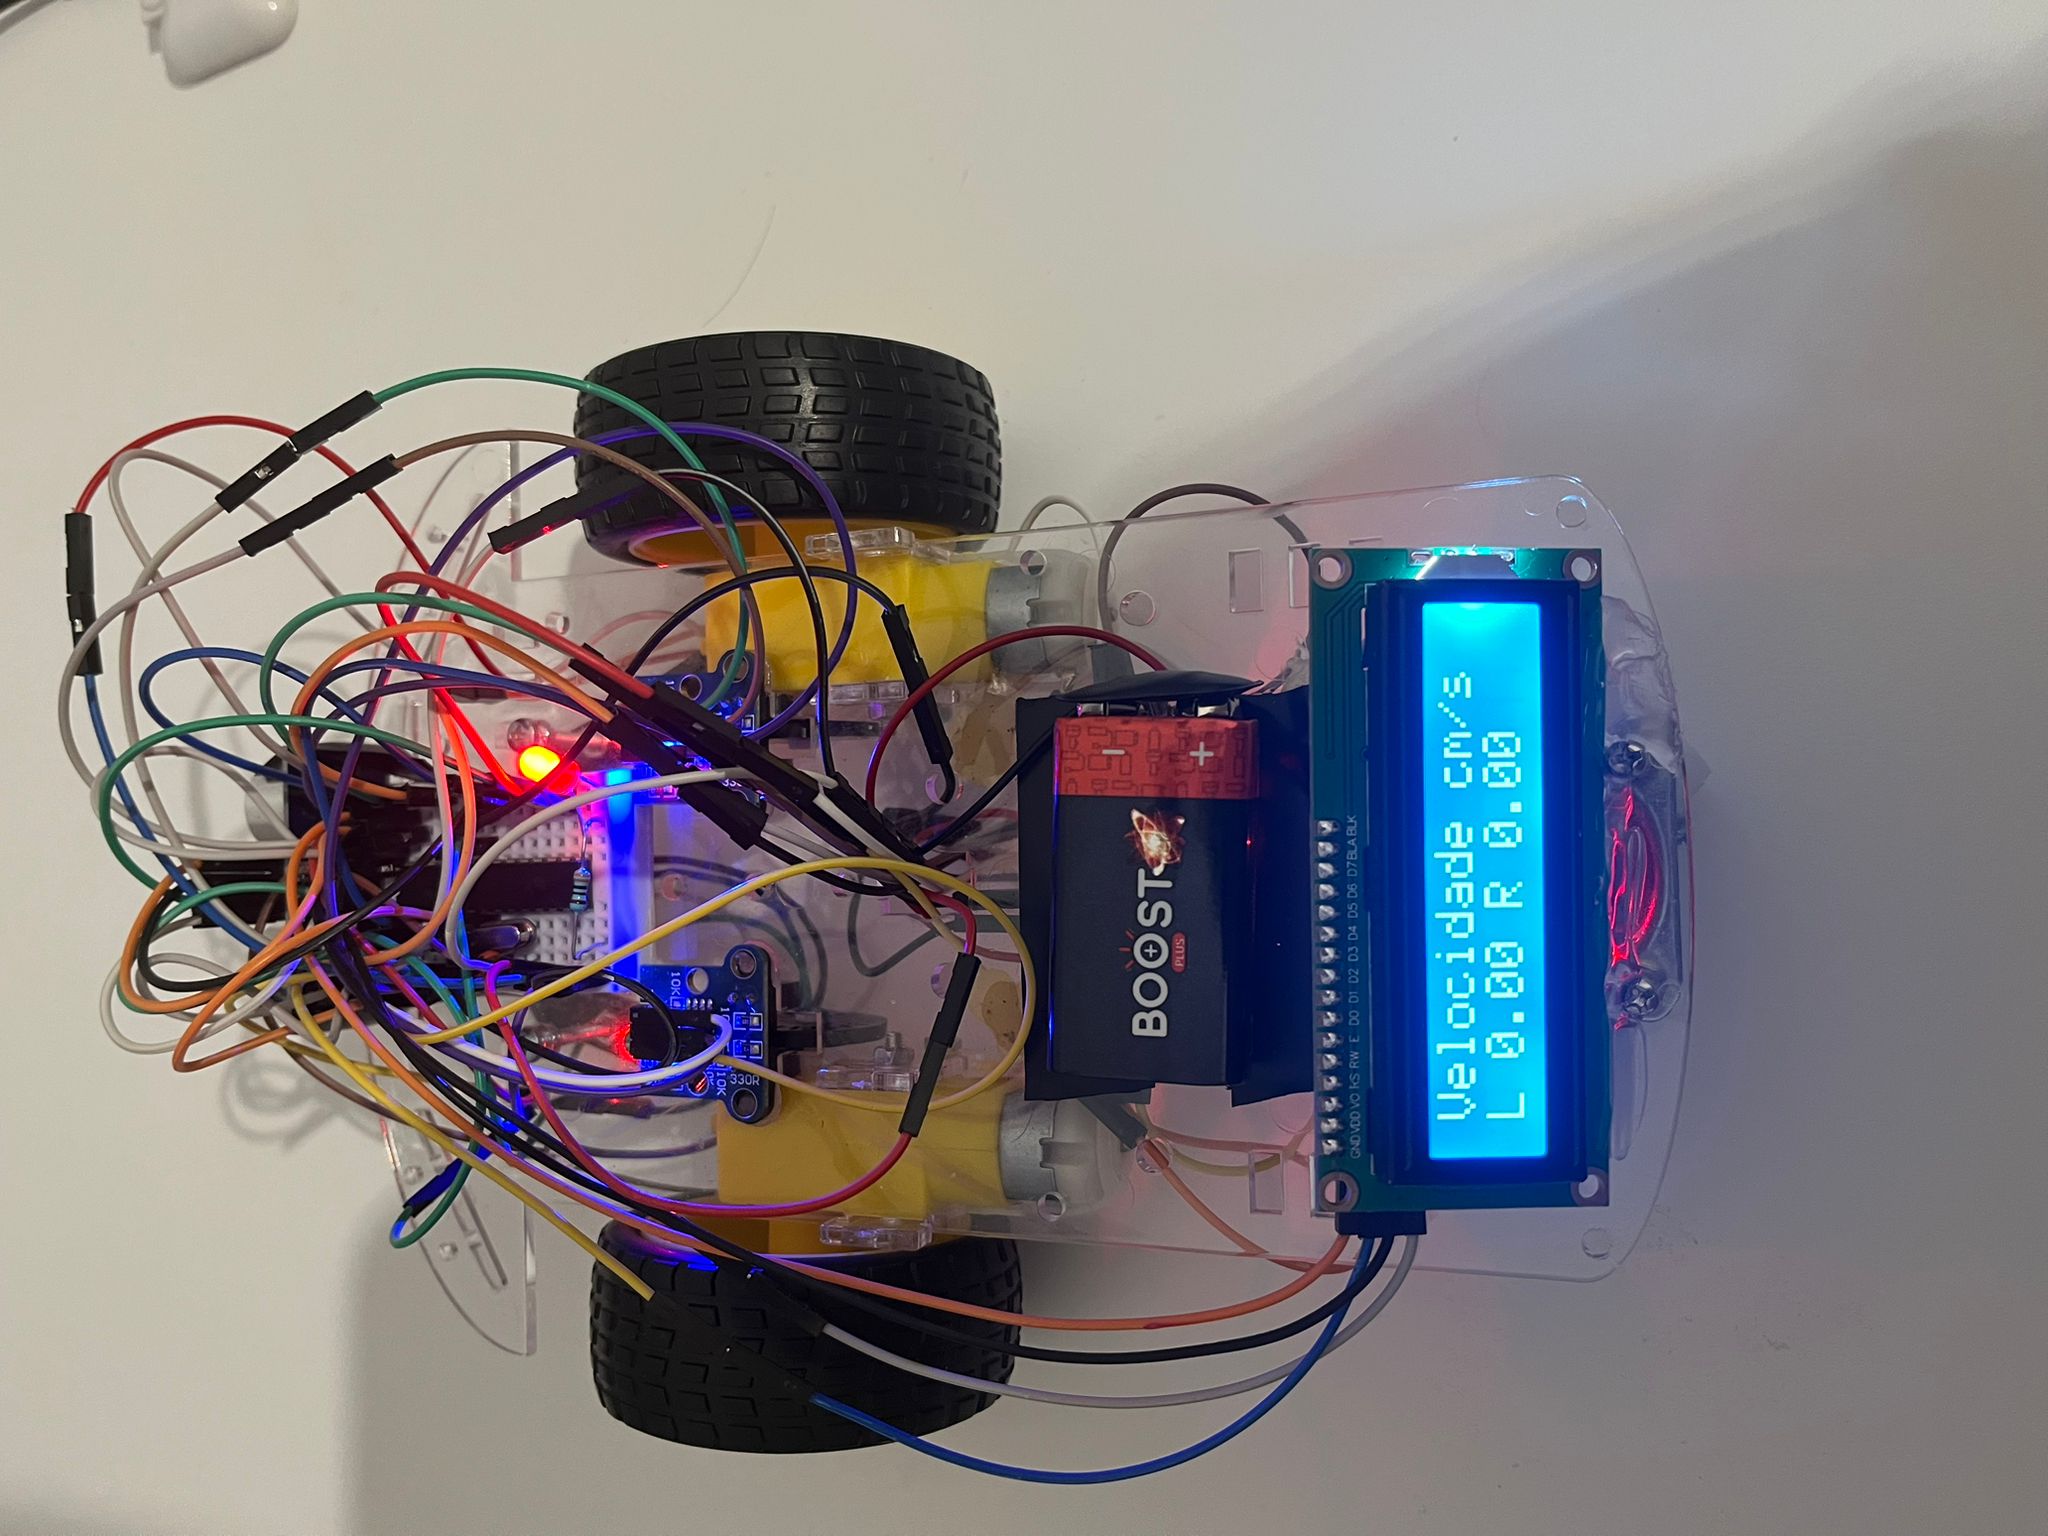 Velocidade cm/s
L 0.00 R 0.00
BOOST
PLUS
- +
GND VDD VO RS RW E D0 D1 D2 D3 D4 D5 D6 D7 BLA BLK
10K
10K
330R